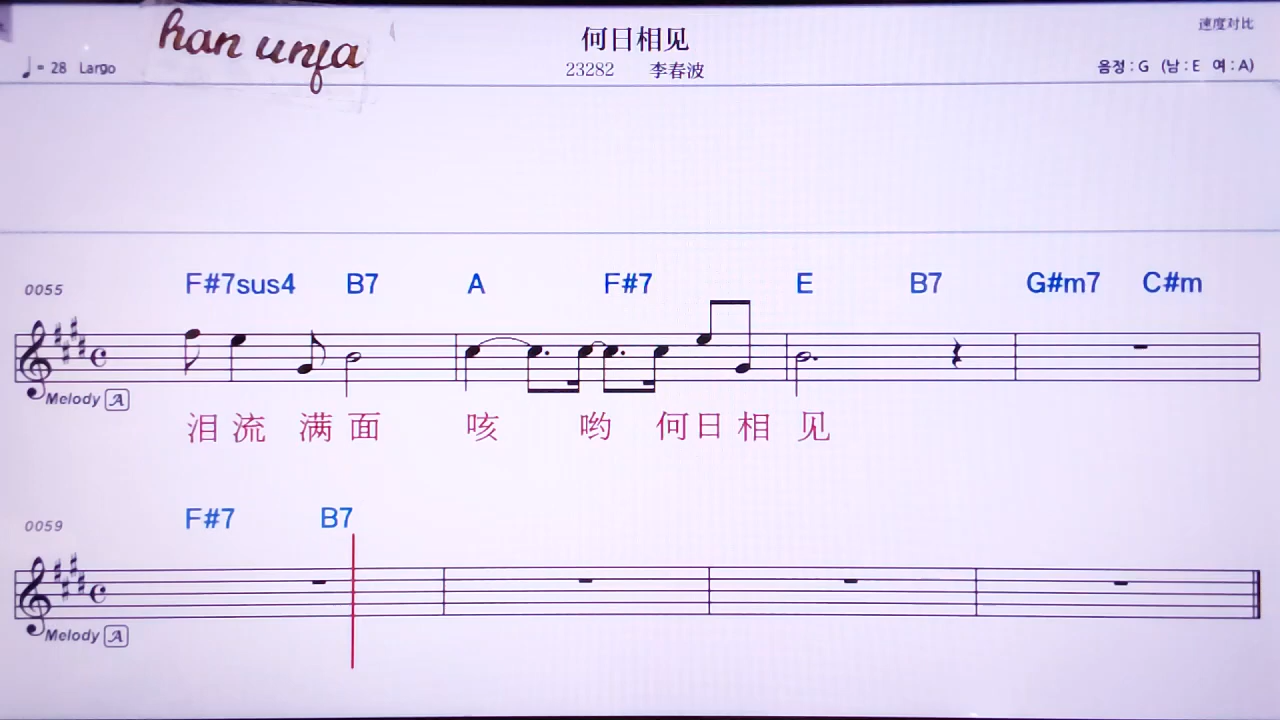 han unfa
何日相见
速度对比
♩ = 28 Largo
23282 李春波
음정 : G (남 : E 여 : A)
0055 F#7sus4 B7 A F#7 E B7 G#m7 C#m
Melody A
泪 流 满 面 咳 哟 何 日 相 见
0059 F#7 B7
Melody A